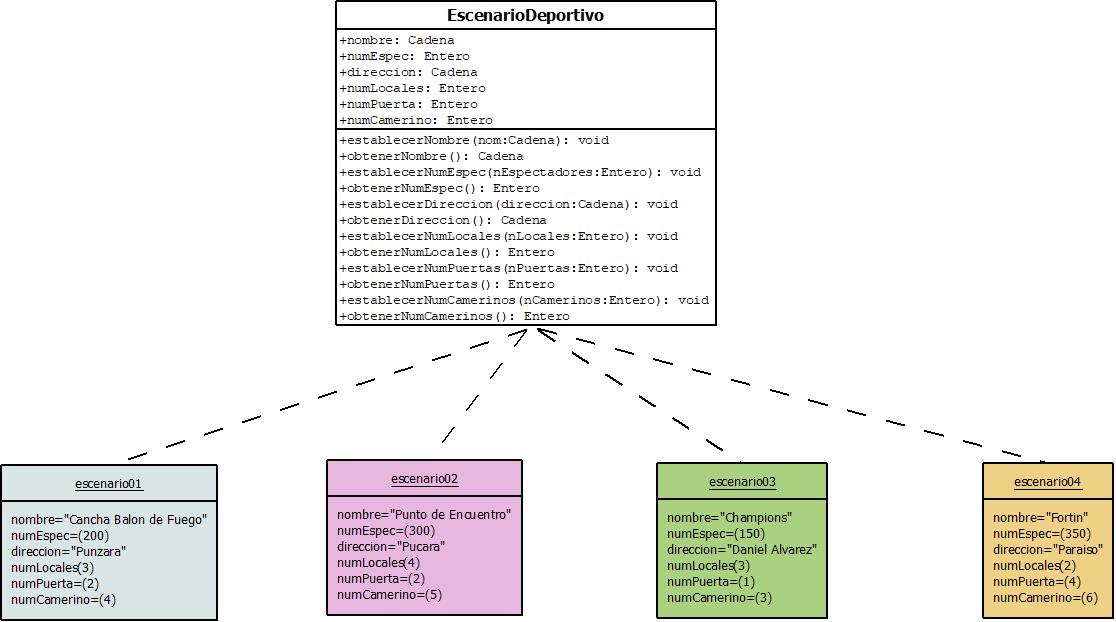 EscenarioDeportivo
+nombre: Cadena
+numEspec: Entero
+direccion: Cadena
+numLocales: Entero
+numPuerta: Entero
+numCamerino: Entero
+establecerNombre(nom:Cadena): void
+obtenerNombre(): Cadena
+establecerNumEspec(nEspectadores:Entero): void
+obtenerNumEspec(): Entero
+establecerDireccion(direccion:Cadena): void
+obtenerDireccion(): Cadena
+establecerNumLocales(nLocales:Entero): void
+obtenerNumLocales(): Entero
+establecerNumPuertas(nPuertas:Entero): void
+obtenerNumPuertas(): Entero
+establecerNumCamerinos(nCamerinos:Entero): void
+obtenerNumCamerinos(): Entero
escenario01
nombre="Cancha Balon de Fuego"
numEspec=(200)
direccion="Punzara"
numLocales(3)
numPuerta=(2)
numCamerino=(4)
escenario02
nombre="Punto de Encuentro"
numEspec=(300)
direccion="Pucara"
numLocales(4)
numPuerta=(2)
numCamerino=(5)
escenario03
nombre="Champions"
numEspec=(150)
direccion="Daniel Alvarez"
numLocales(3)
numPuerta=(1)
numCamerino=(3)
escenario04
nombre="Fortin"
numEspec=(350)
direccion="Paraiso"
numLocales(2)
numPuerta=(4)
numCamerino=(6)